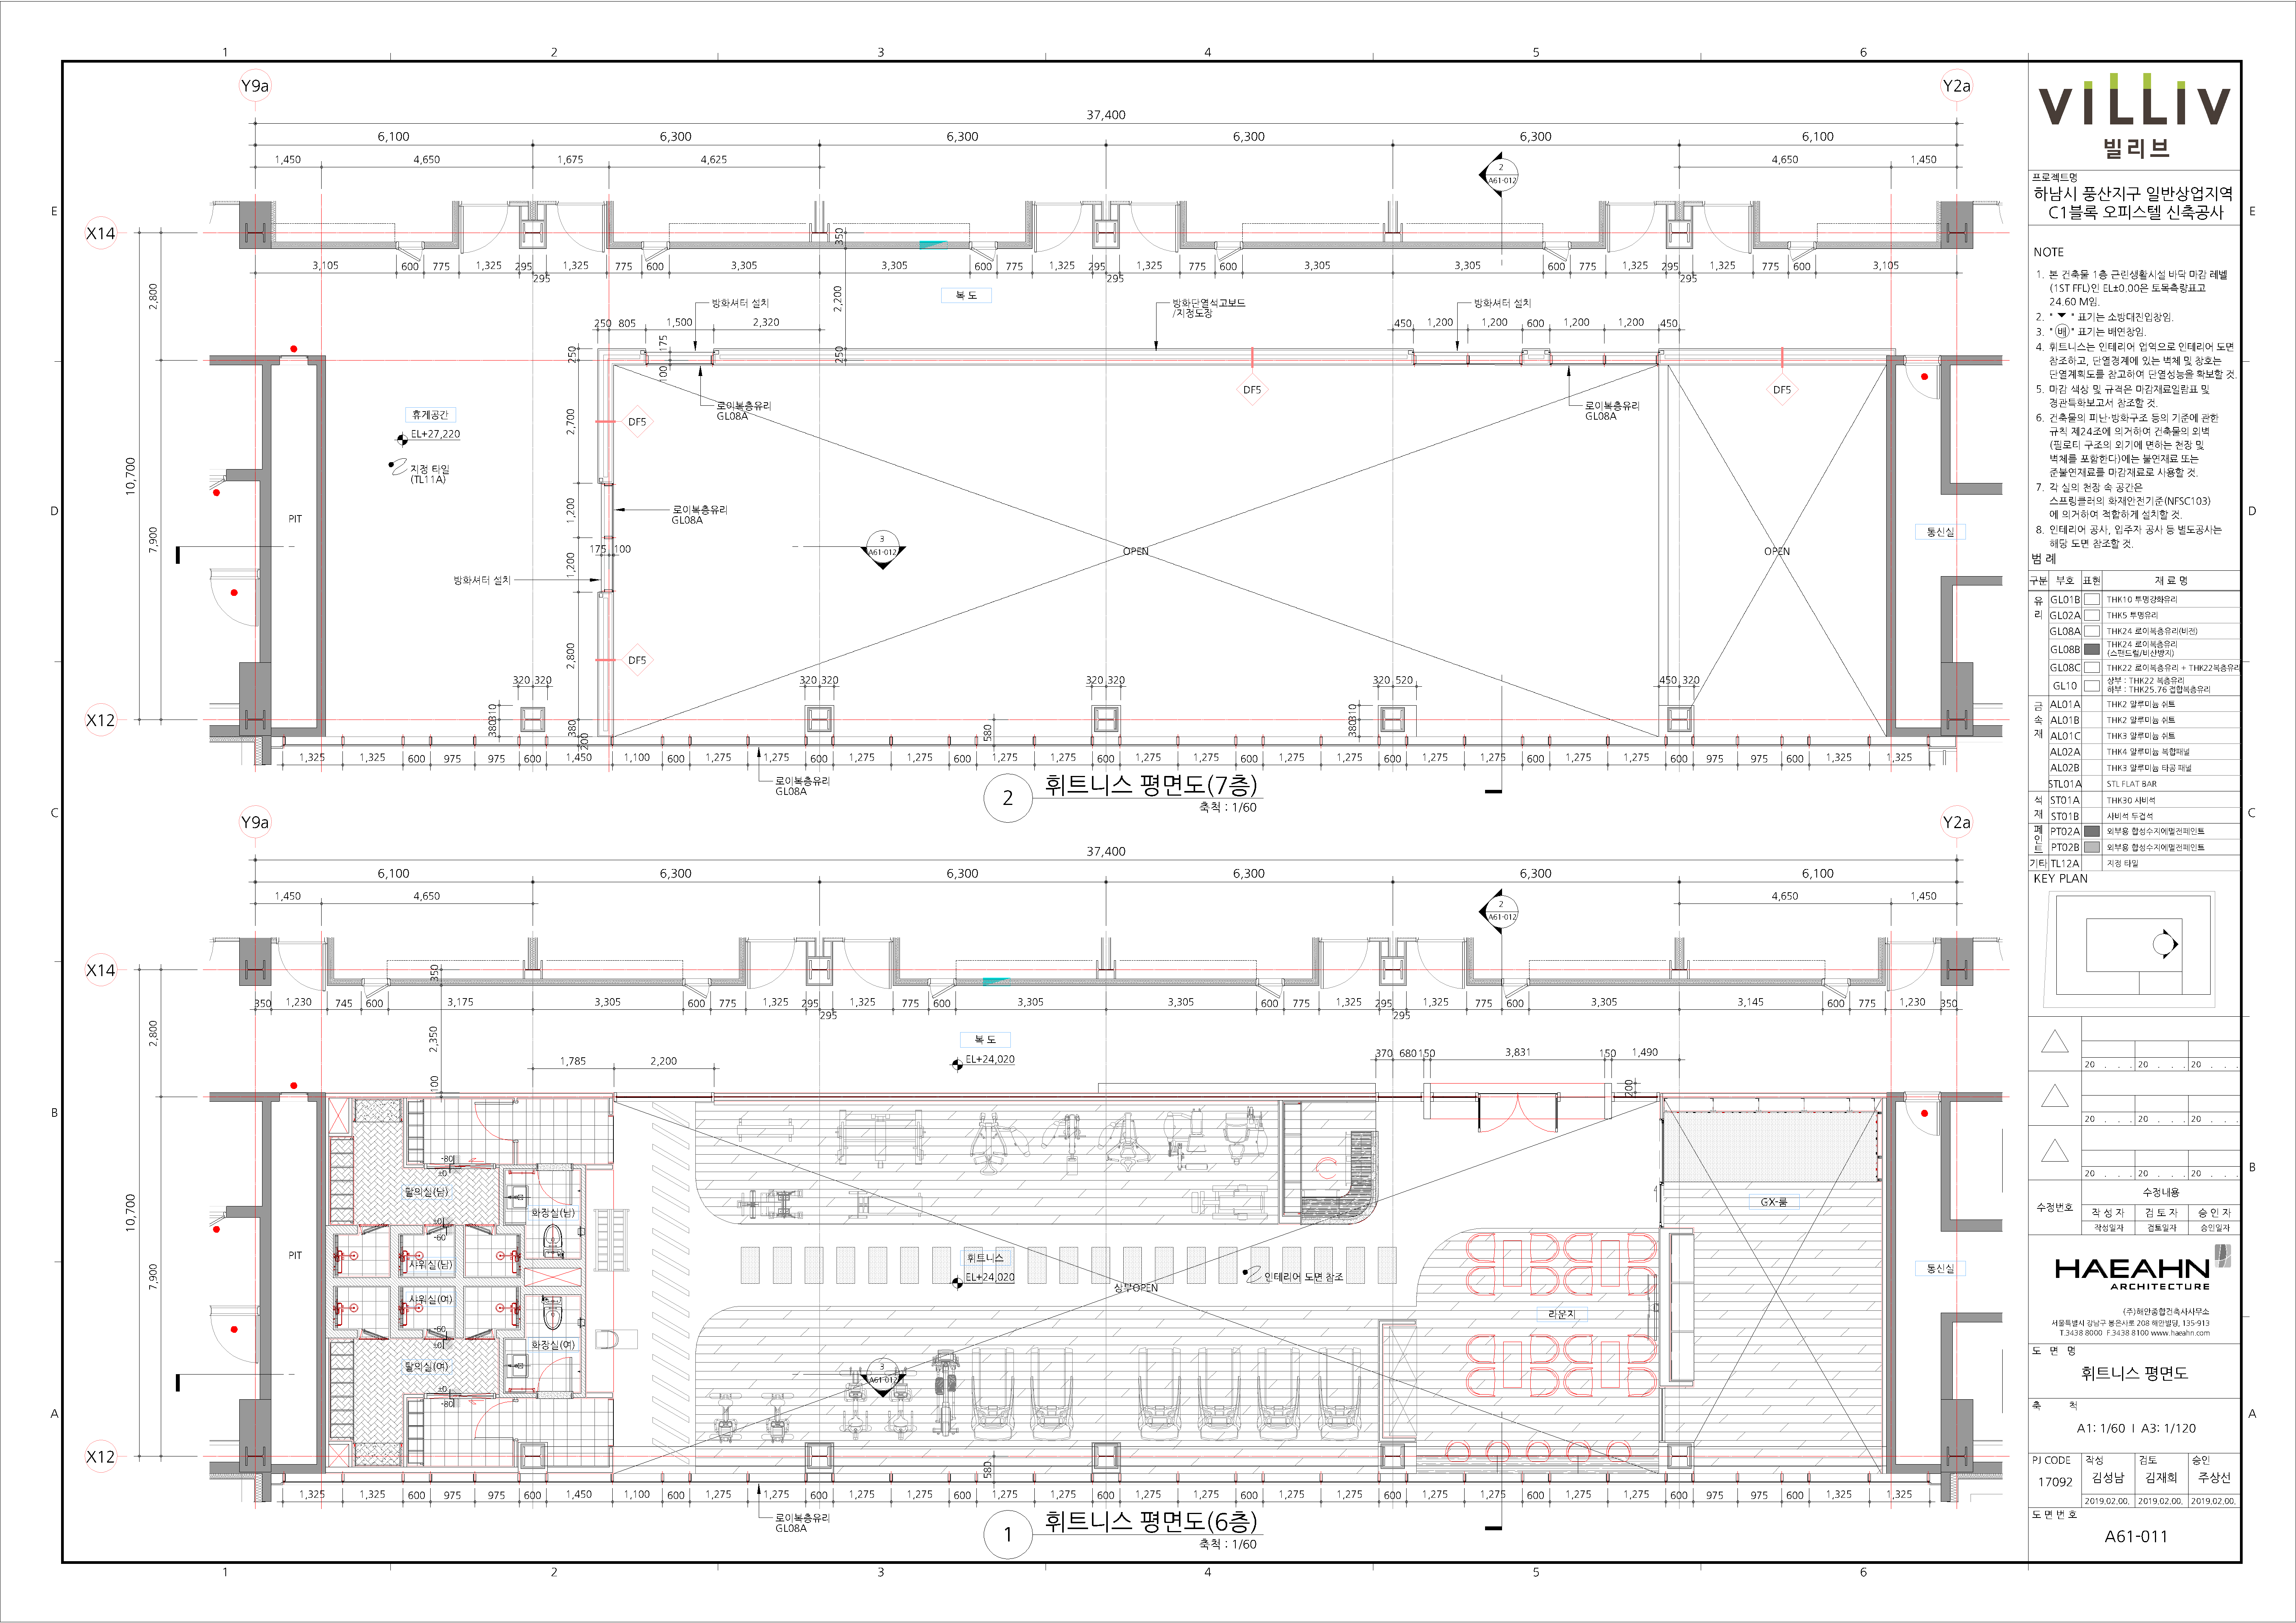 1 2 3 4 5 6
Y9a Y2a
37,400
6,100 6,300 6,300 6,300 6,300 6,100
1,450 4,650 1,675 4,625 4,650 1,450
2
A61-012
E
X14
350
3,105 600 775 1,325 295 1,325 775 600 3,305 3,305 600 775 1,325 295 1,325 775 600 3,305 3,305 600 775 1,325 295 1,325 775 600 3,105
295 295 295
2,800
2,200
복 도
방화셔터 설치
방화단열석고보드
/지정도장
방화셔터 설치
250 805 1,500 2,320
450 1,200 1,200 600 1,200 1,200 450
250 175 100 250
로이복층유리
GL08A
로이복층유리
GL08A
DF5 DF5 DF5
휴게공간
EL+27,220
지정 타일
(TL11A)
2,700
10,700
7,900
D
PIT
1,200
로이복층유리
GL08A
175 100
1,200
방화셔터 설치
3
A61-012
OPEN OPEN
통신실
2,800
DF5
320 320 320 320 320 320 320 520 450 320
380 310 380 200 580 380 310
X12
1,325 1,325 600 975 975 600 1,450 1,100 600 1,275 1,275 600 1,275 1,275 600 1,275 1,275 600 1,275 1,275 600 1,275 1,275 600 1,275 1,275 600 1,275 1,275 600 975 975 600 1,325 1,325
로이복층유리
GL08A
2
휘트니스 평면도(7층)
축척 : 1/60
C
Y9a Y2a
37,400
6,100 6,300 6,300 6,300 6,300 6,100
1,450 4,650 4,650 1,450
2
A61-012
X14
350
350 1,230 745 600 3,175 3,305 600 775 1,325 295 1,325 775 600 3,305 3,305 600 775 1,325 295 1,325 775 600 3,305 3,145 600 775 1,230 350
295 295
2,800
2,350
복 도
EL+24,020
1,785 2,200
370 680 150 3,831 150 1,490
100 200
B
-80
±0
탈의실(남)
화장실(남)
±0
-60
샤워실(남)
GX-룸
10,700
7,900
PIT
휘트니스
EL+24,020
인테리어 도면 참조
상부OPEN
통신실
샤워실(여)
-60
±0
화장실(여)
라운지
탈의실(여)
±0
-80
3
A61-012
A
X12
580
1,325 1,325 600 975 975 600 1,450 1,100 600 1,275 1,275 600 1,275 1,275 600 1,275 1,275 600 1,275 1,275 600 1,275 1,275 600 1,275 1,275 600 1,275 1,275 600 975 975 600 1,325 1,325
로이복층유리
GL08A
1
휘트니스 평면도(6층)
축척 : 1/60
1 2 3 4 5 6
E
D
C
B
A
VILLIV
빌리브
프로젝트명
하남시 풍산지구 일반상업지역
C1블록 오피스텔 신축공사
NOTE
1. 본 건축물 1층 근린생활시설 바닥 마감 레벨
(1ST FFL)인 EL±0.00은 토목측량표고
24.60 M임.
2. " ▼ " 표기는 소방대진입창임.
3. " 배 " 표기는 배연창임.
4. 휘트니스는 인테리어 업역으로 인테리어 도면
참조하고, 단열경계에 있는 벽체 및 창호는
단열계획도를 참고하여 단열성능을 확보할 것.
5. 마감 색상 및 규격은 마감재료일람표 및
경관특화보고서 참조할 것.
6. 건축물의 피난·방화구조 등의 기준에 관한
규칙 제24조에 의거하여 건축물의 외벽
(필로티 구조의 외기에 면하는 천장 및
벽체를 포함한다)에는 불연재료 또는
준불연재료를 마감재료로 사용할 것.
7. 각 실의 천장 속 공간은
스프링클러의 화재안전기준(NFSC103)
에 의거하여 적합하게 설치할 것.
8. 인테리어 공사, 입주자 공사 등 별도공사는
해당 도면 참조할 것.
범 례
구분 부호 표현 재 료 명
유리 GL01B THK10 투명강화유리
GL02A THK5 투명유리
GL08A THK24 로이복층유리(비전)
GL08B THK24 로이복층유리
(스팬드럴/비산방지)
GL08C THK22 로이복층유리 + THK22복층유리
GL10 상부 : THK22 복층유리
하부 : THK25.76 접합복층유리
금속재 AL01A THK2 알루미늄 쉬트
AL01B THK2 알루미늄 쉬트
AL01C THK3 알루미늄 쉬트
AL02A THK4 알루미늄 복합패널
AL02B THK3 알루미늄 타공 패널
STL01A STL FLAT BAR
석재 ST01A THK30 사비석
ST01B 사비석 두겁석
페인트 PT02A 외부용 합성수지에멀전페인트
PT02B 외부용 합성수지에멀전페인트
기타 TL12A 지정 타일
KEY PLAN
20 . . . 20 . . . 20 . . .
20 . . . 20 . . . 20 . . .
20 . . . 20 . . . 20 . . .
수정번호 수정내용
작 성 자 검 토 자 승 인 자
작성일자 검토일자 승인일자
HAEAHN
ARCHITECTURE
(주)해안종합건축사사무소
서울특별시 강남구 봉은사로 208 해안빌딩, 135-913
T.3438 8000 F.3438 8100 www.haeahn.com
도 면 명
휘트니스 평면도
축 척
A1: 1/60 I A3: 1/120
PJ CODE 작성 검토 승인
17092 김성남 김재희 주상선
2019.02.00. 2019.02.00. 2019.02.00.
도 면 번 호
A61-011